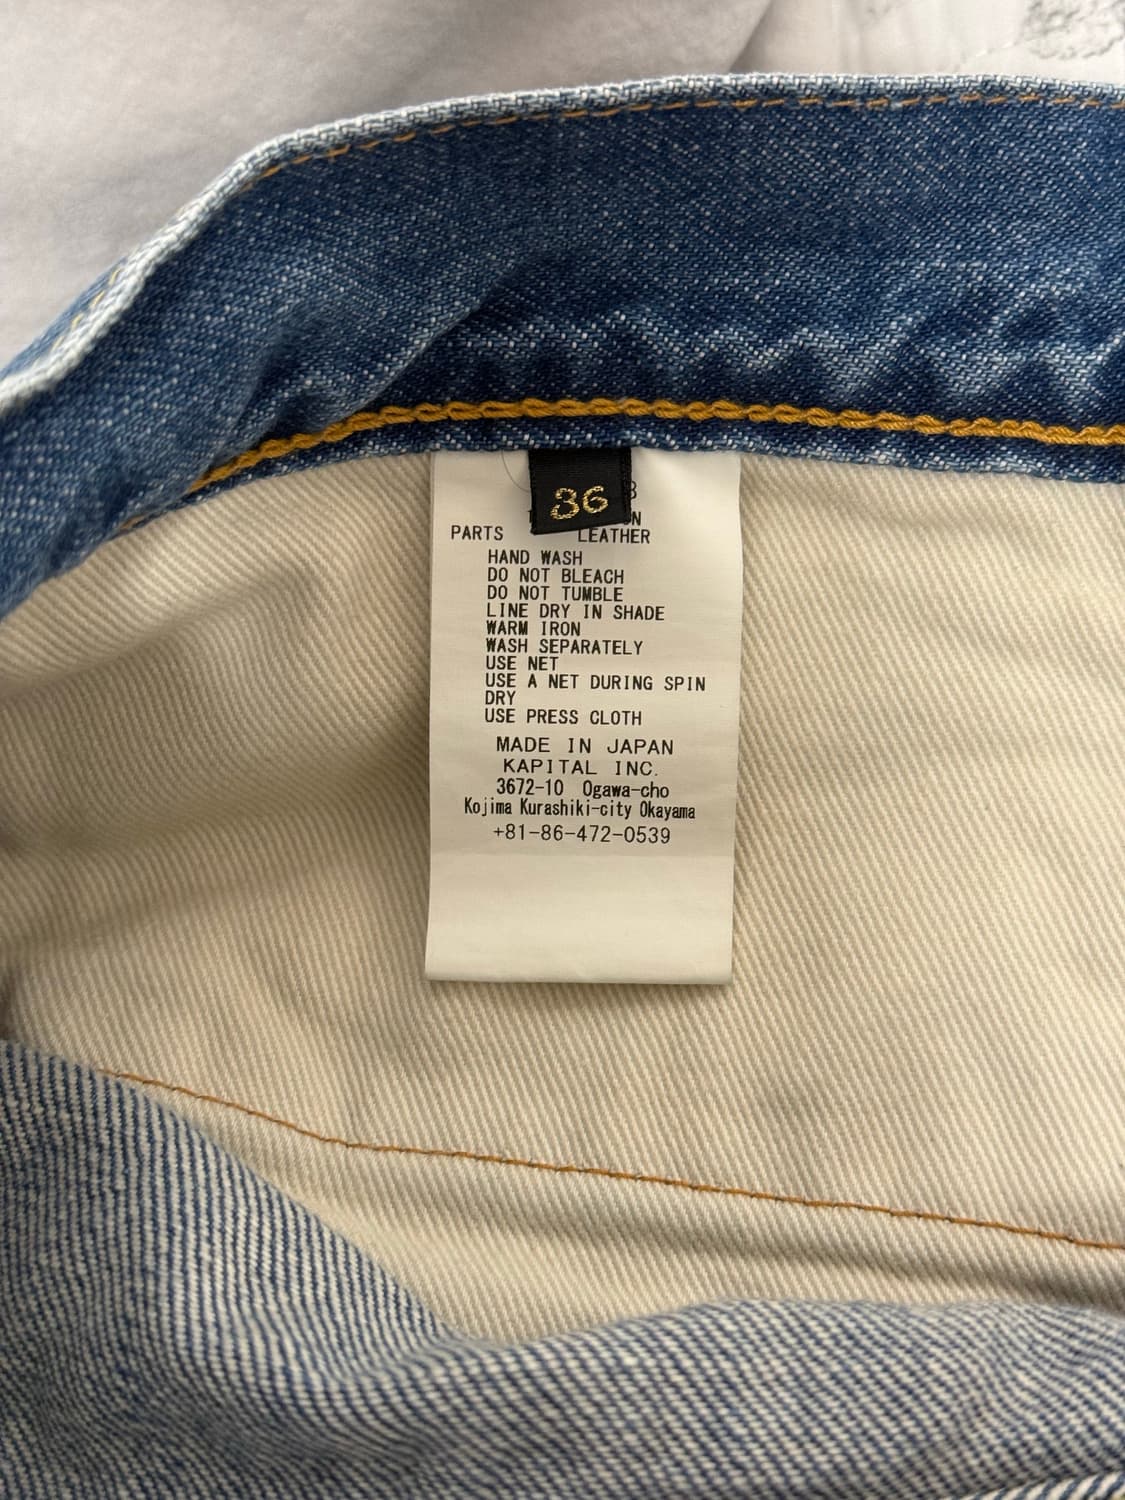 36
PARTS LEATHER
HAND WASH
DO NOT BLEACH
DO NOT TUMBLE
LINE DRY IN SHADE
WARM IRON
WASH SEPARATELY
USE NET
USE A NET DURING SPIN
DRY
USE PRESS CLOTH
MADE IN JAPAN
KAPITAL INC.
3672-10 Ogawa-cho
Kojima Kurashiki-city Okayama
+81-86-472-0539